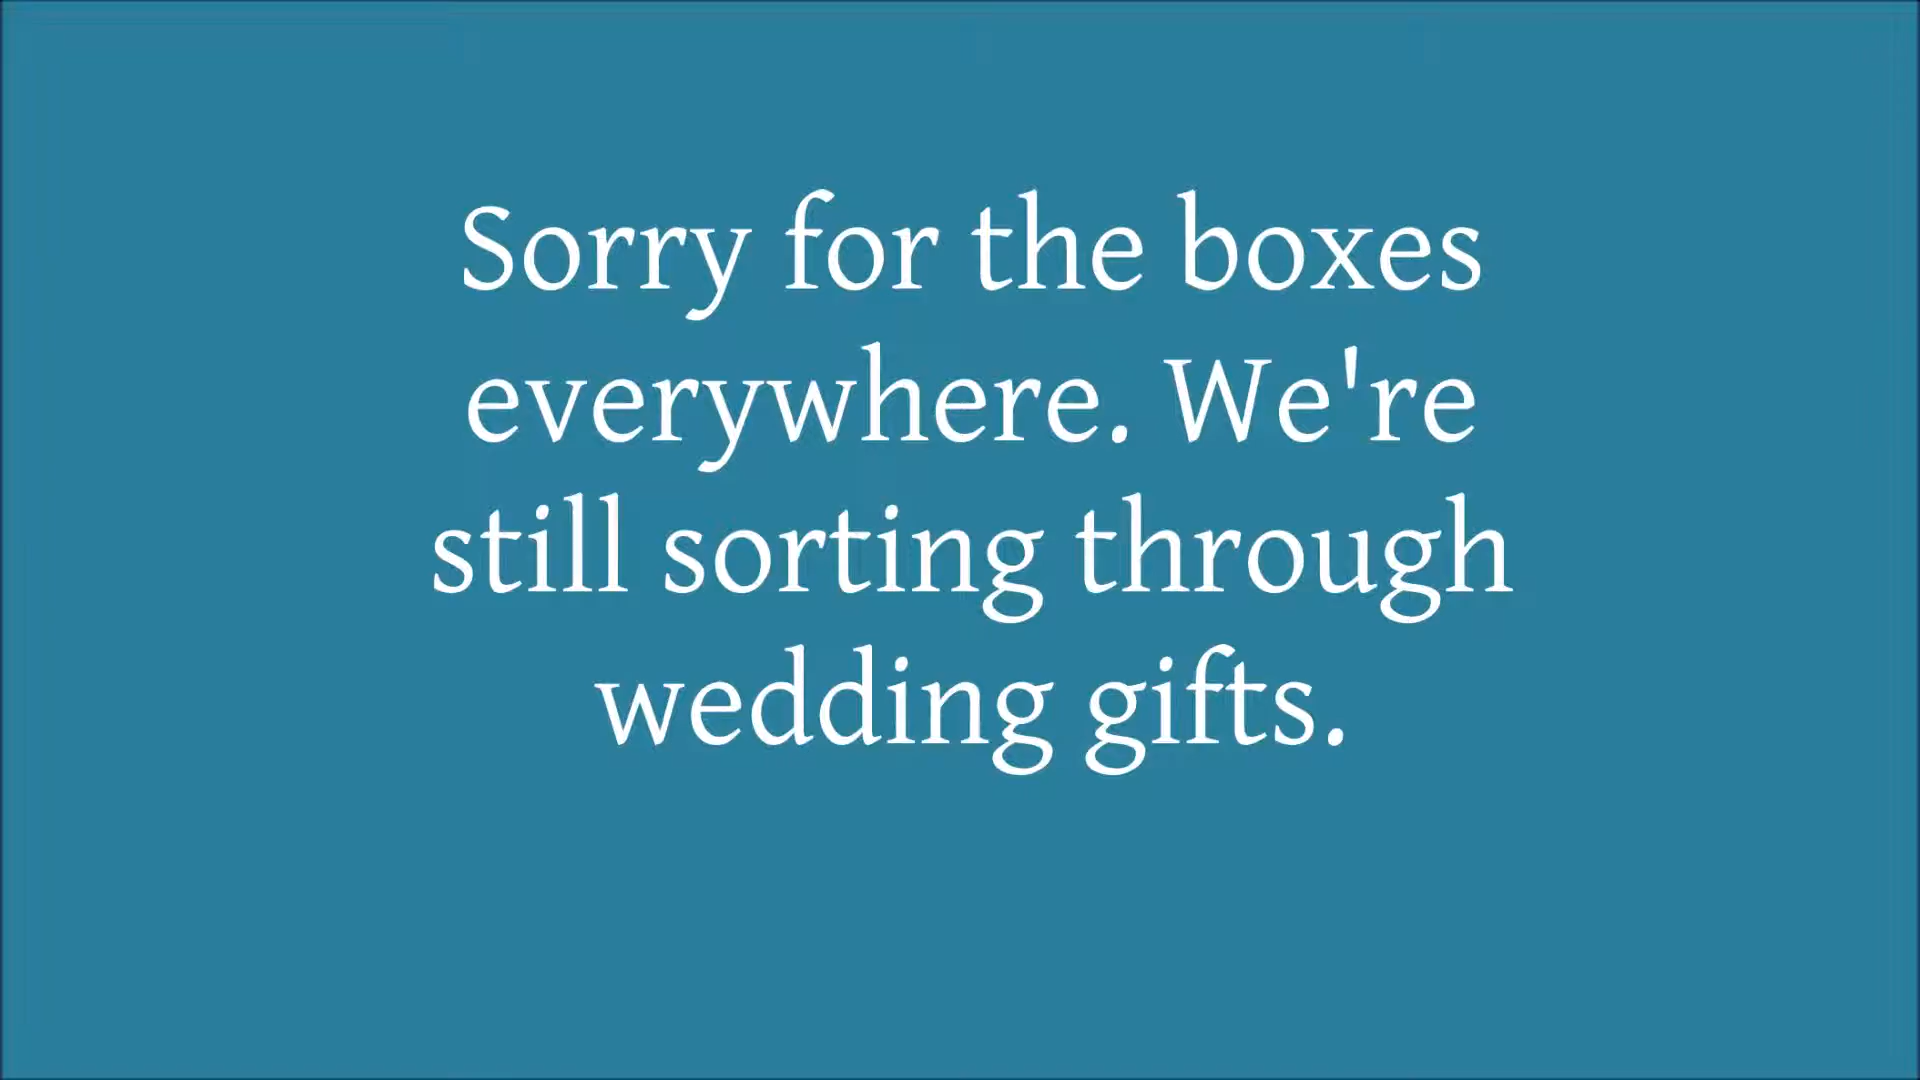 Sorry for the boxes
everywhere. We're
still sorting through
wedding gifts.